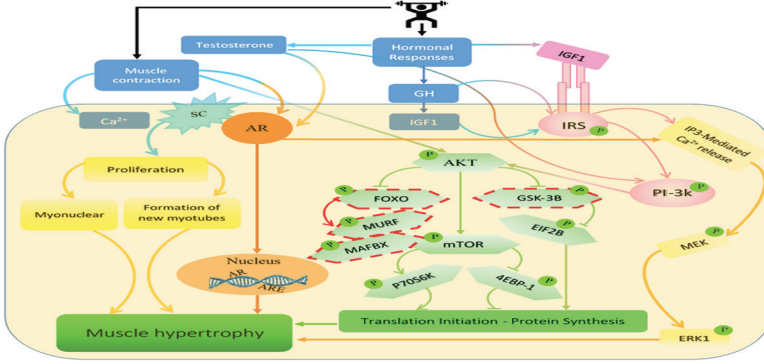 Testosterone
Hormonal
Responses
IGF1
Muscle
contraction
GH
IGF1
Ca²⁺
SC
AR
IRS
P
IP3-Mediated
Ca²⁺ release
P
AKT
P
Proliferation
FOXO
P
GSK-3B
P
PI-3k
P
Myonuclear
Formation of
new myotubes
MURF
P
EIF2B
P
MAFBX
P
mTOR
P
MEK
P
Nucleus
AR
ARE
P70S6K
P
4EBP-1
P
Muscle hypertrophy
Translation Initiation - Protein Synthesis
ERK1
P